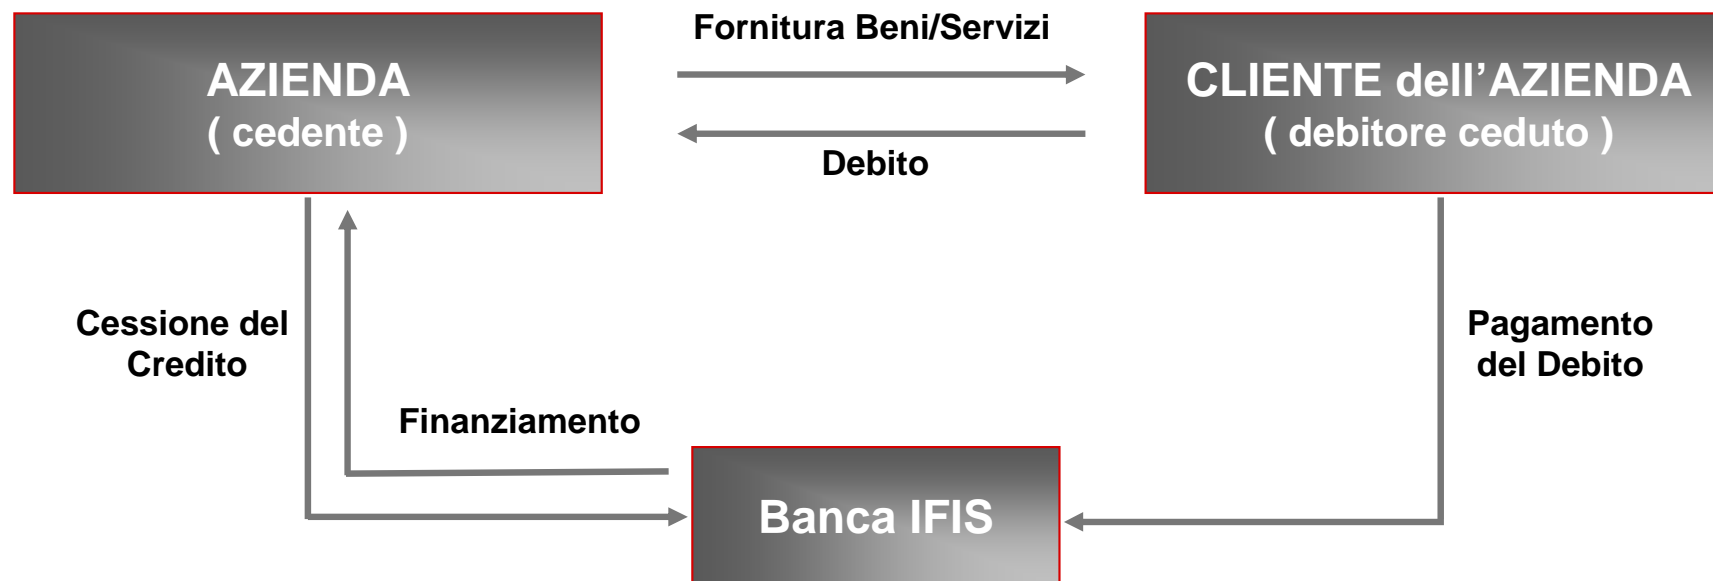 Fornitura Beni/Servizi
AZIENDA
( cedente )
CLIENTE dell’AZIENDA
( debitore ceduto )
Debito
Cessione del
Credito
Pagamento
del Debito
Finanziamento
Banca IFIS